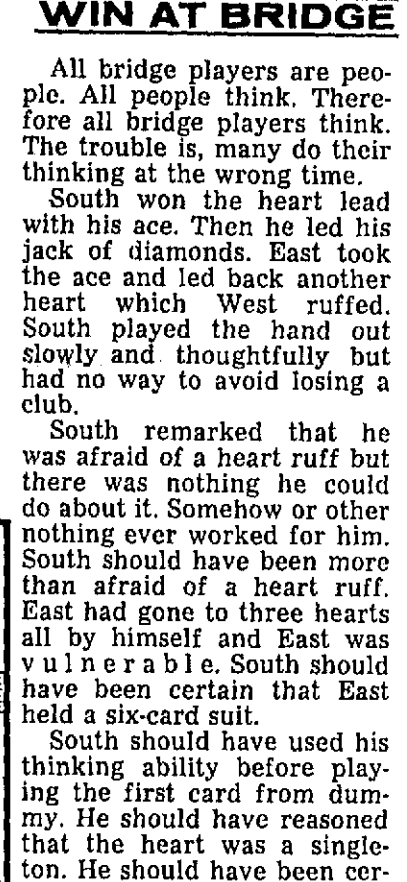 WIN AT BRIDGE
All bridge players are peo-
ple. All people think. There-
fore all bridge players think.
The trouble is, many do their
thinking at the wrong time.
South won the heart lead
with his ace. Then he led his
jack of diamonds. East took
the ace and led back another
heart which West ruffed.
South played the hand out
slowly and thoughtfully but
had no way to avoid losing a
club.
South remarked that he
was afraid of a heart ruff but
there was nothing he could
do about it. Somehow or other
nothing ever worked for him.
South should have been more
than afraid of a heart ruff.
East had gone to three hearts
all by himself and East was
vulnerable. South should
have been certain that East
held a six-card suit.
South should have used his
thinking ability before play-
ing the first card from dum-
my. He should have reasoned
that the heart was a single-
ton. He should have been cer-